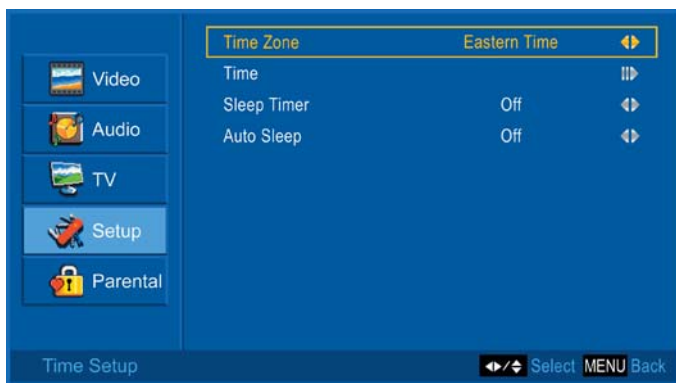 Time Zone Eastern Time
Time
Sleep Timer Off
Auto Sleep Off
Video
Audio
TV
Setup
Parental
Time Setup Select MENU Back